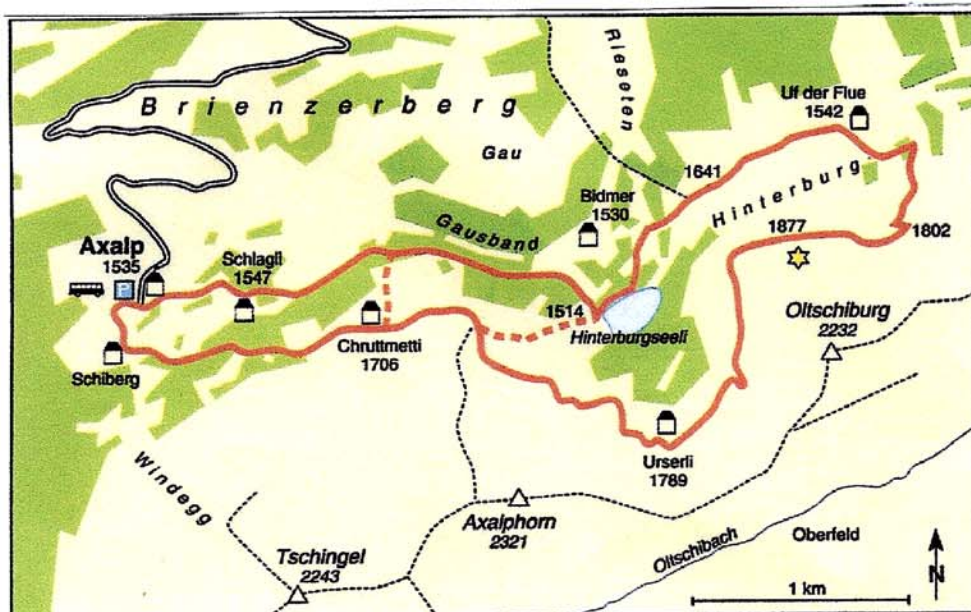 Brienzerberg
Rieseten
Gau
Uf der Flue
1542
1641
Bidmer
1530
Hinterburg
Gausband
1877
1802
Axalp
1535
P
Schlagli
1547
1514
Hinterburgseeli
Oltschiburg
2232
Schiberg
Chruttmetti
1706
Urserli
1789
Windegg
Axalphorn
2321
Tschingel
2243
Oltschibach
Oberfeld
N
1 km